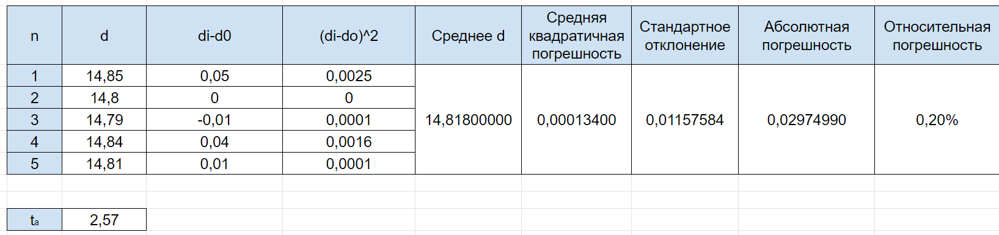 n d di-d0 (di-do)^2 Среднее d Средняя квадратичная погрешность Стандартное отклонение Абсолютная погрешность Относительная погрешность
1 14,85 0,05 0,0025
2 14,8 0 0
3 14,79 -0,01 0,0001 14,81800000 0,00013400 0,01157584 0,02974990 0,20%
4 14,84 0,04 0,0016
5 14,81 0,01 0,0001
ta 2,57